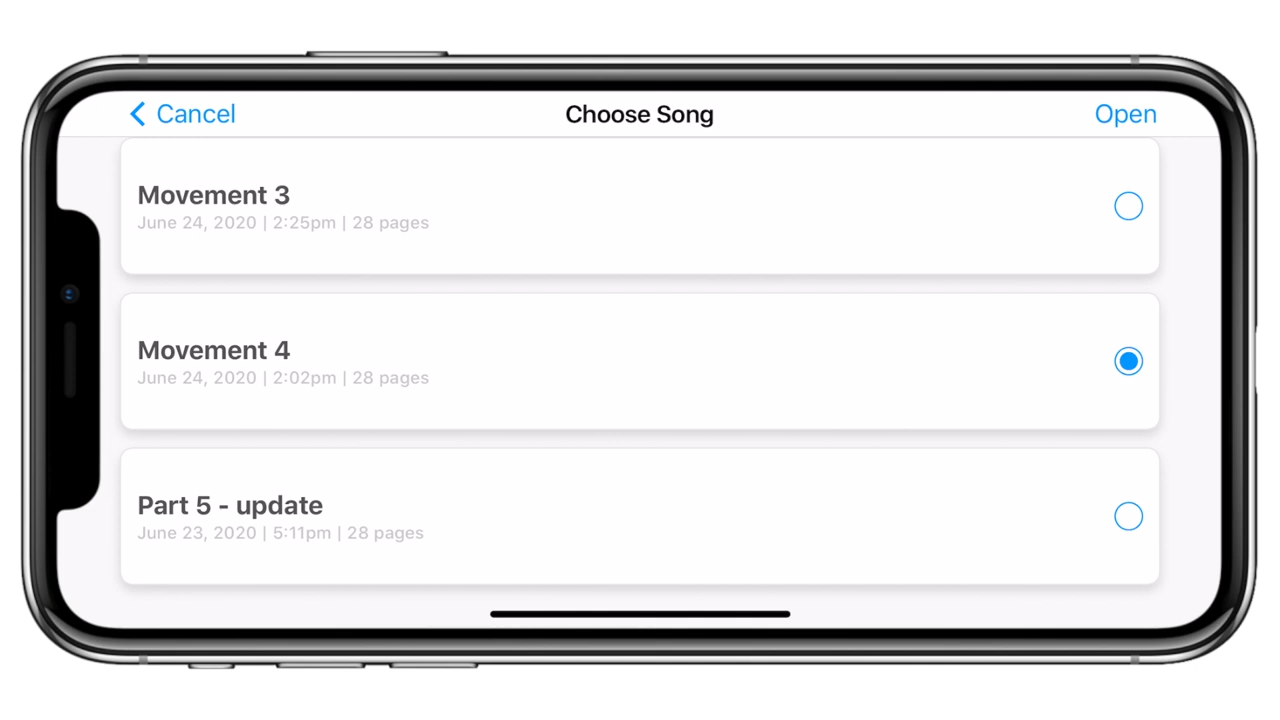 Cancel
Choose Song
Open
Movement 3
June 24, 2020 | 2:25pm | 28 pages
Movement 4
June 24, 2020 | 2:02pm | 28 pages
Part 5 - update
June 23, 2020 | 5:11pm | 28 pages